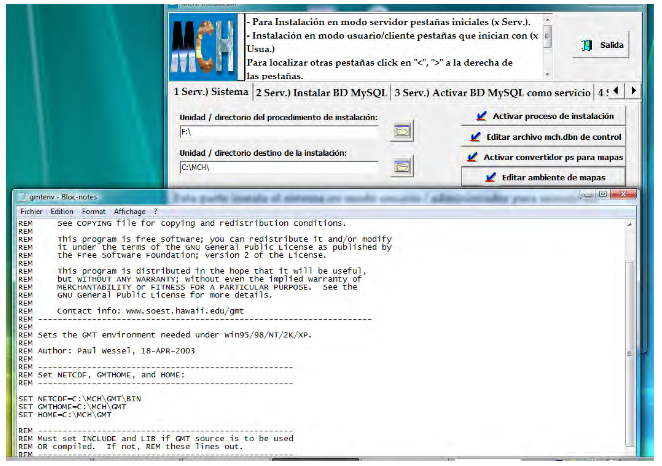 MCH
- Para Instalación en modo servidor pestañas iniciales (x Serv.).
- Instalación en modo usuario/cliente pestañas que inician con (x
Usua.)
Para localizar otras pestañas click en "<", ">" a la derecha de
las pestañas.
Salida
1 Serv.) Sistema
2 Serv.) Instalar BD MySQL
3 Serv.) Activar BD MySQL como servicio
Unidad / directorio del procedimiento de instalación:
F:\
Unidad / directorio destino de la instalación:
C:\MCH\
Activar proceso de instalación
Editar archivo mch.dbn de control
Activar convertidor ps para mapas
Editar ambiente de mapas
gmtenv - Bloc-notes
Fichier Edition Format Affichage ?
REM See COPYING file for copying and redistribution conditions.
REM
REM This program is free software; you can redistribute it and/or modify
REM it under the terms of the GNU General Public License as published by
REM the Free Software Foundation; version 2 of the License.
REM
REM This program is distributed in the hope that it will be useful,
REM but WITHOUT ANY WARRANTY; without even the implied warranty of
REM MERCHANTABILITY or FITNESS FOR A PARTICULAR PURPOSE. See the
REM GNU General Public License for more details.
REM
REM Contact info: www.soest.hawaii.edu/gmt
REM --------------------------------------------------------------------
REM
REM Sets the GMT environment needed under Win95/98/NT/2K/XP.
REM
REM Author: Paul Wessel, 18-APR-2003
REM
REM ----------------------------------------------------
REM Set NETCDF, GMTHOME, and HOME:
REM ----------------------------------------------------
SET NETCDF=C:\MCH\GMT\BIN
SET GMTHOME=C:\MCH\GMT
SET HOME=C:\MCH\GMT
REM ----------------------------------------------------
REM Must set INCLUDE and LIB if GMT source is to be used
REM OR compiled. If not, REM these lines out.
REM ----------------------------------------------------